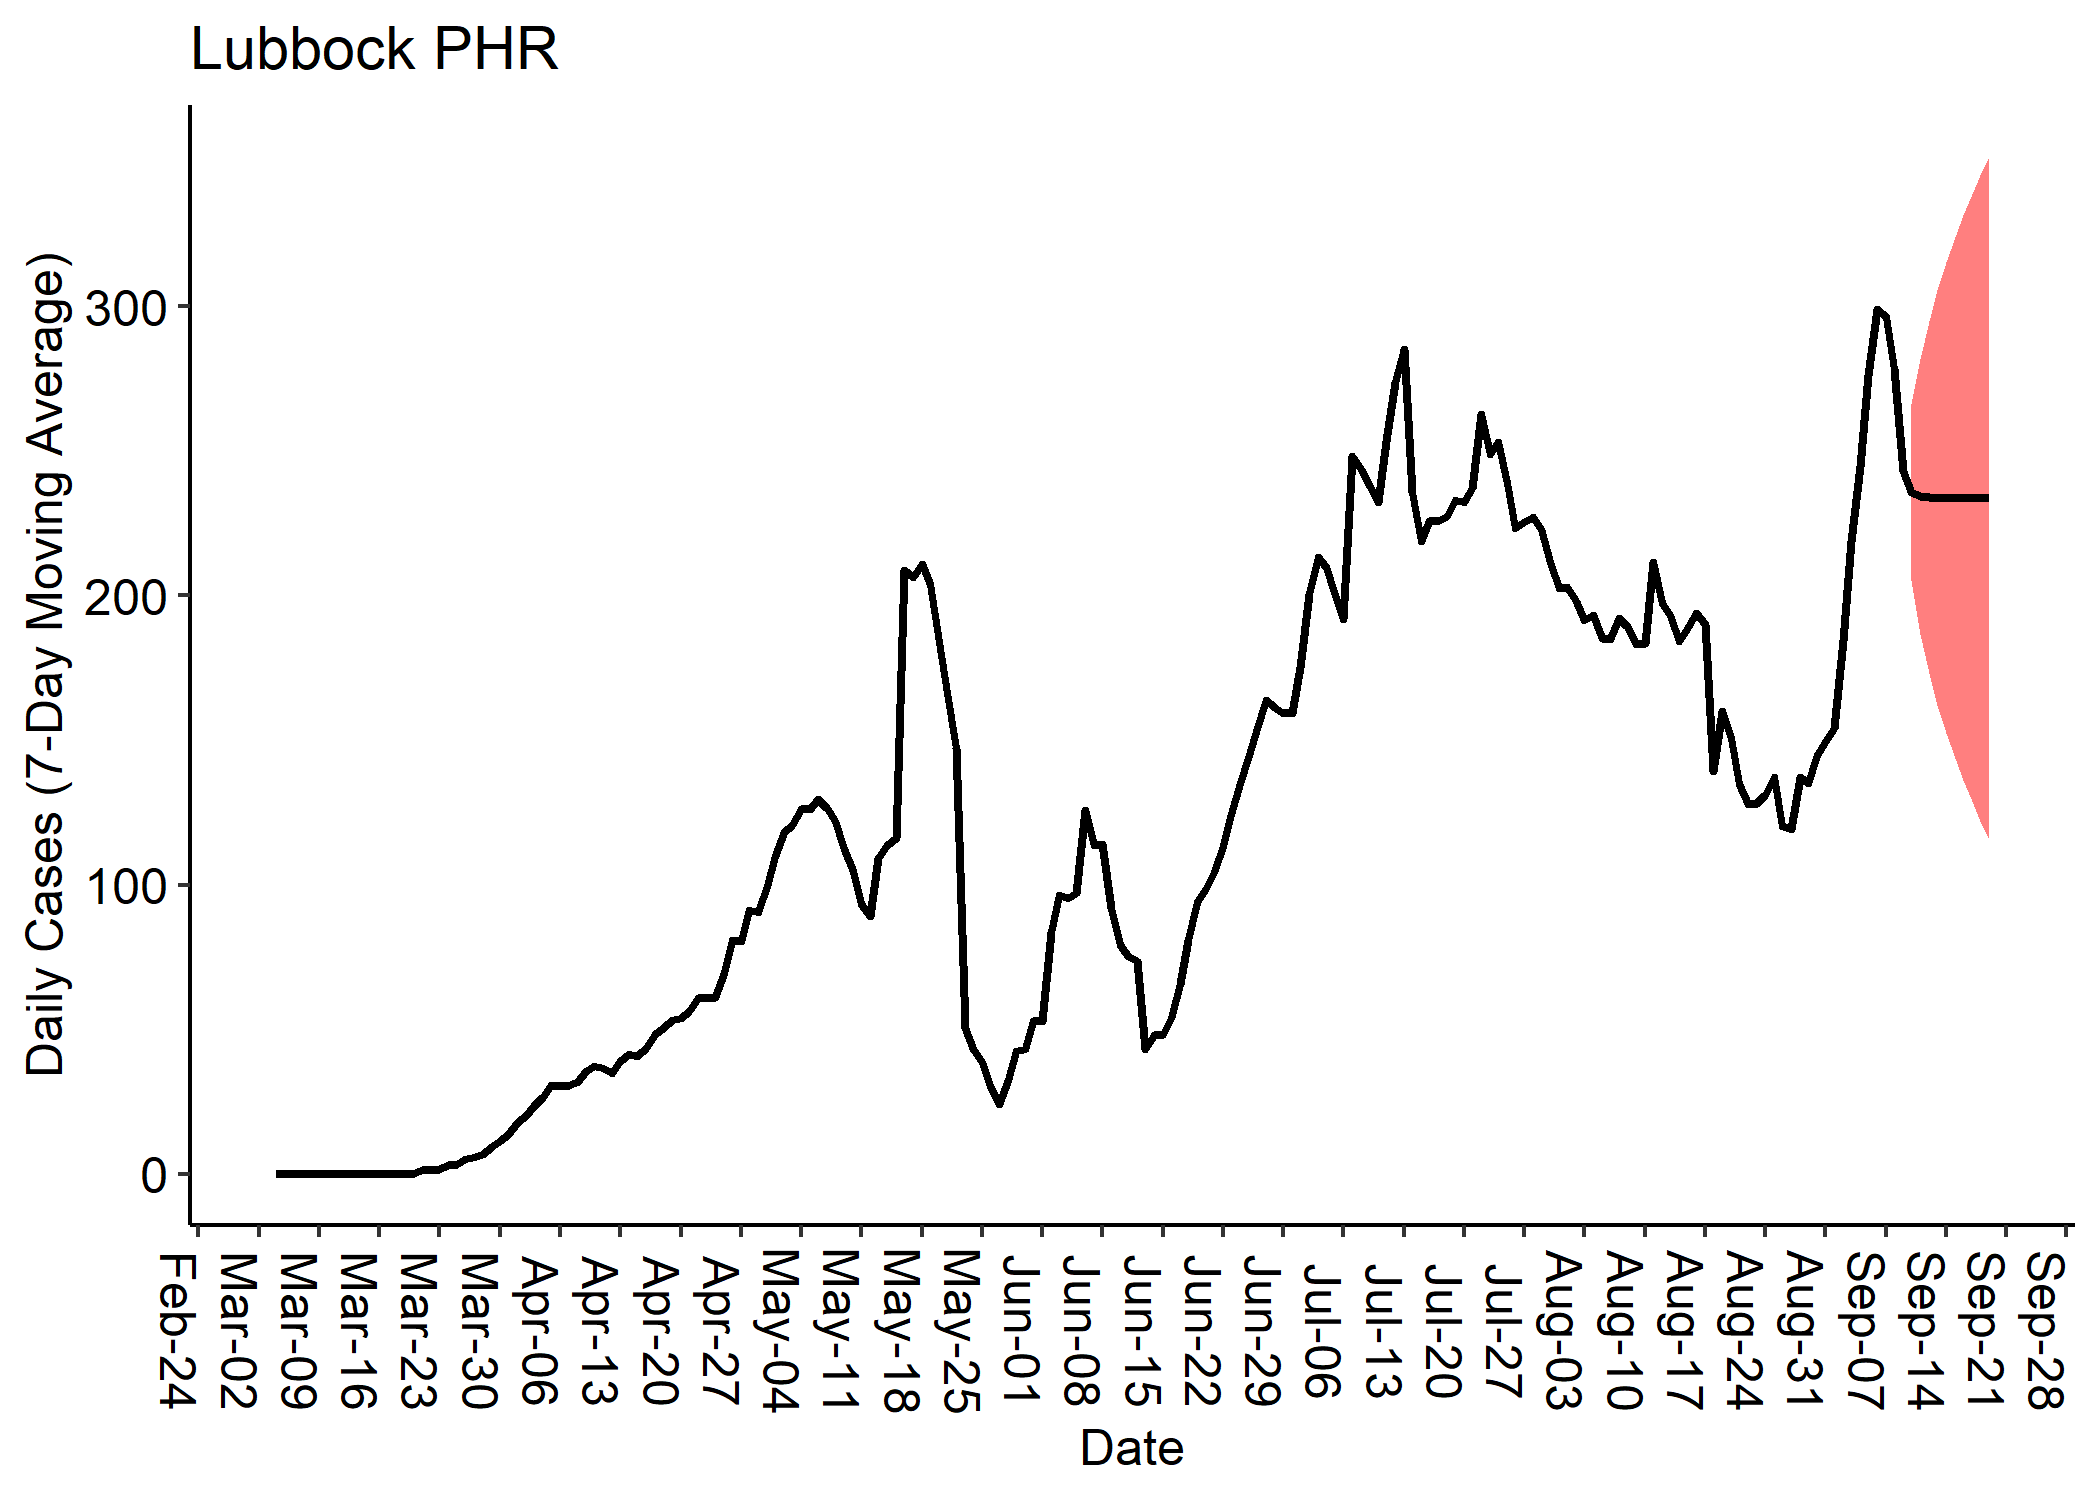 Lubbock PHR
Daily Cases (7-Day Moving Average)
300
200
100
0
Feb-24
Mar-02
Mar-09
Mar-16
Mar-23
Mar-30
Apr-06
Apr-13
Apr-20
Apr-27
May-04
May-11
May-18
May-25
Jun-01
Jun-08
Jun-15
Jun-22
Jun-29
Jul-06
Jul-13
Jul-20
Jul-27
Aug-03
Aug-10
Aug-17
Aug-24
Aug-31
Sep-07
Sep-14
Sep-21
Sep-28
Date